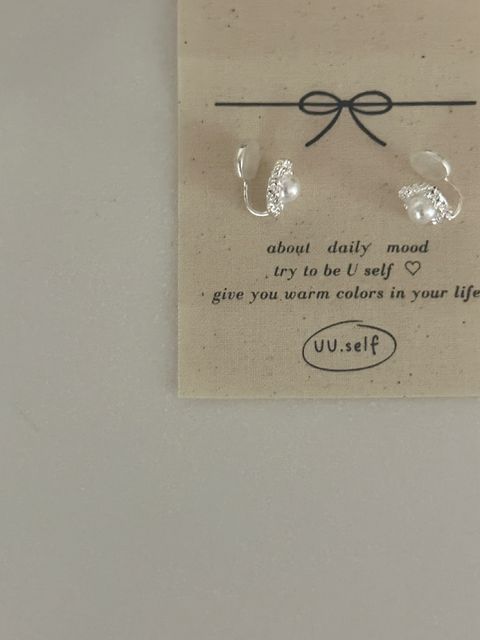 about daily mood
try to be U self ♡
give you warm colors in your life
UU.self